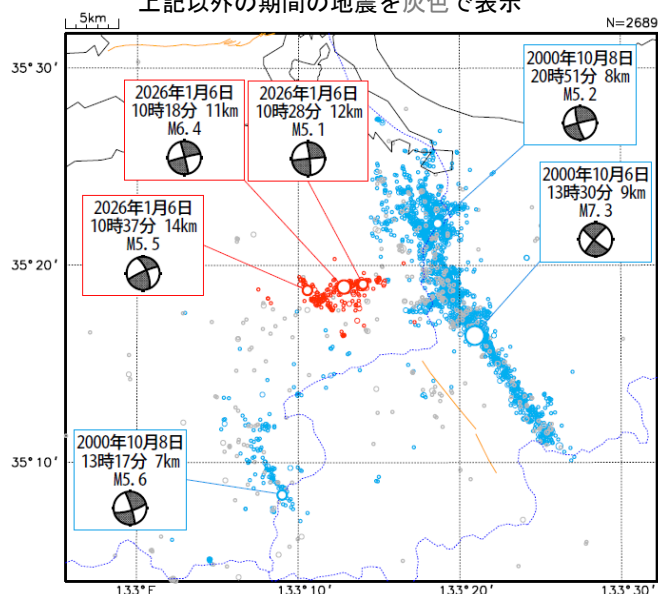 上記以外の期間の地震を灰色で表示
5km
N=2689
35°30′
2000年10月8日
20時51分 8km
M5.2
2026年1月6日
10時18分 11km
M6.4
2026年1月6日
10時28分 12km
M5.1
2000年10月6日
13時30分 9km
M7.3
2026年1月6日
10時37分 14km
M5.5
35°20′
2000年10月8日
13時17分 7km
M5.6
35°10′
133°10′
133°20′
133°30′